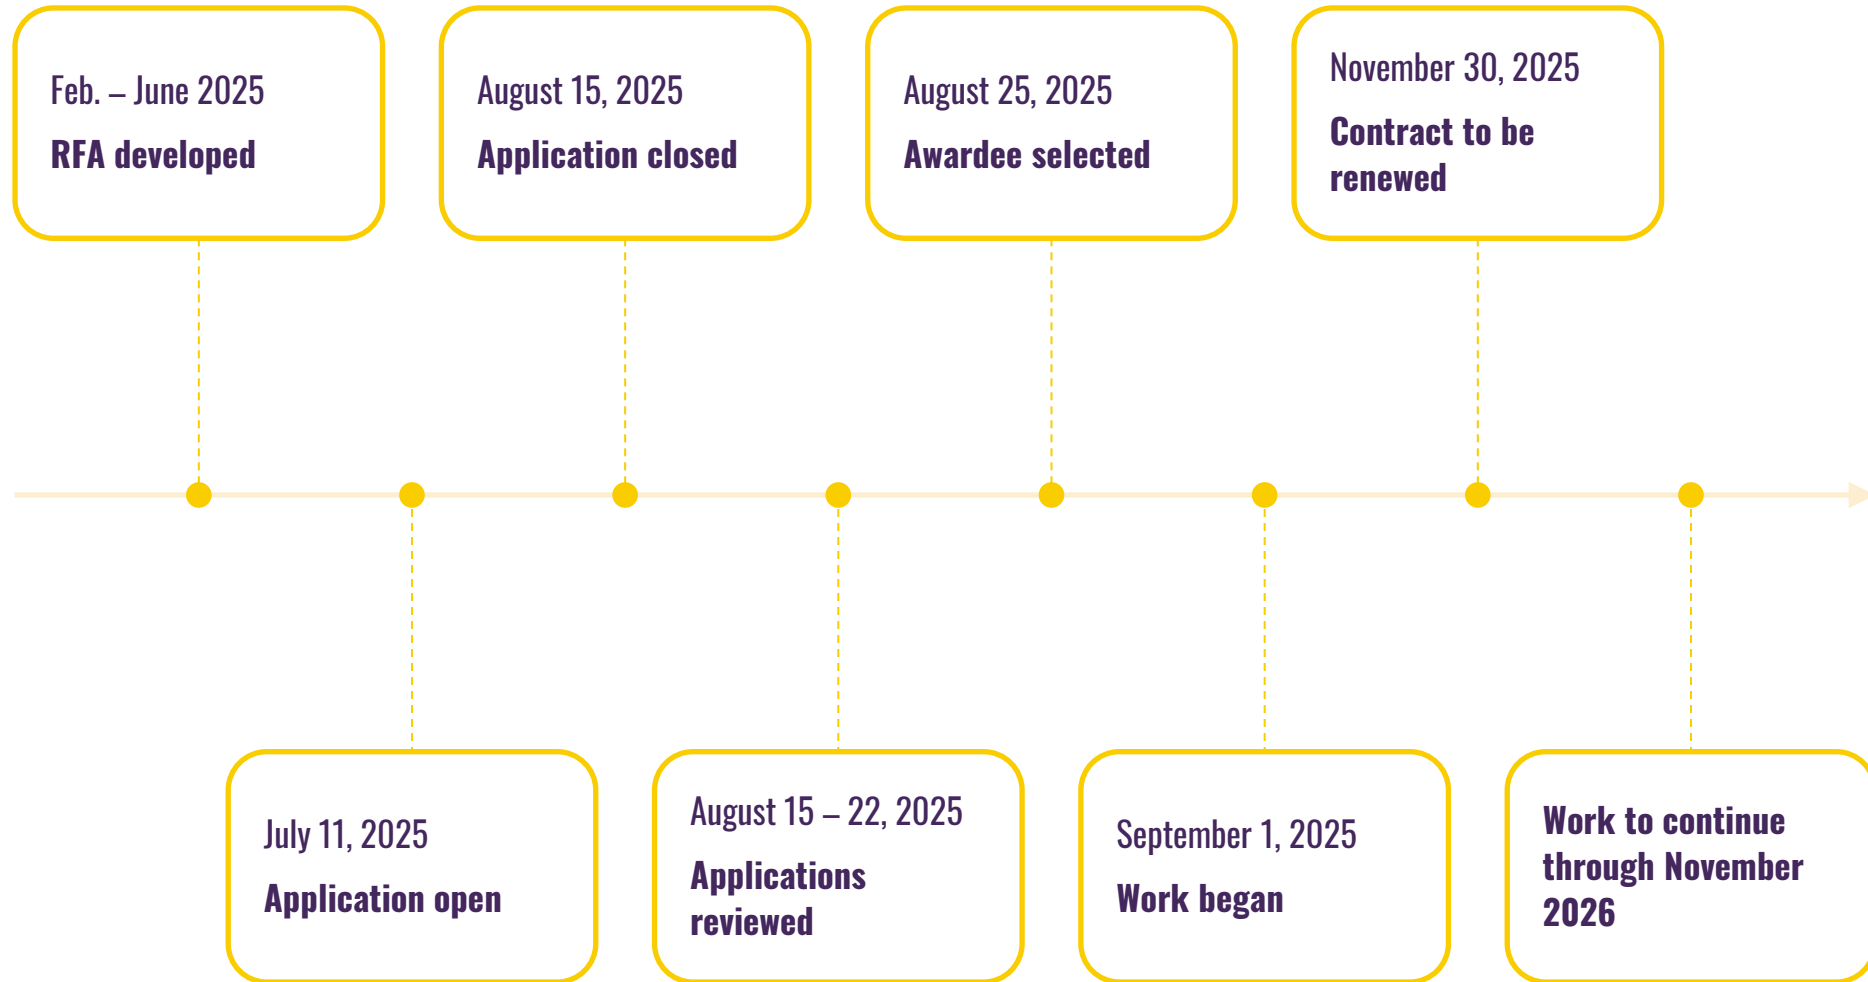 Feb. – June 2025
RFA developed
August 15, 2025
Application closed
August 25, 2025
Awardee selected
November 30, 2025
Contract to be
renewed
July 11, 2025
Application open
August 15 – 22, 2025
Applications
reviewed
September 1, 2025
Work began
Work to continue
through November
2026